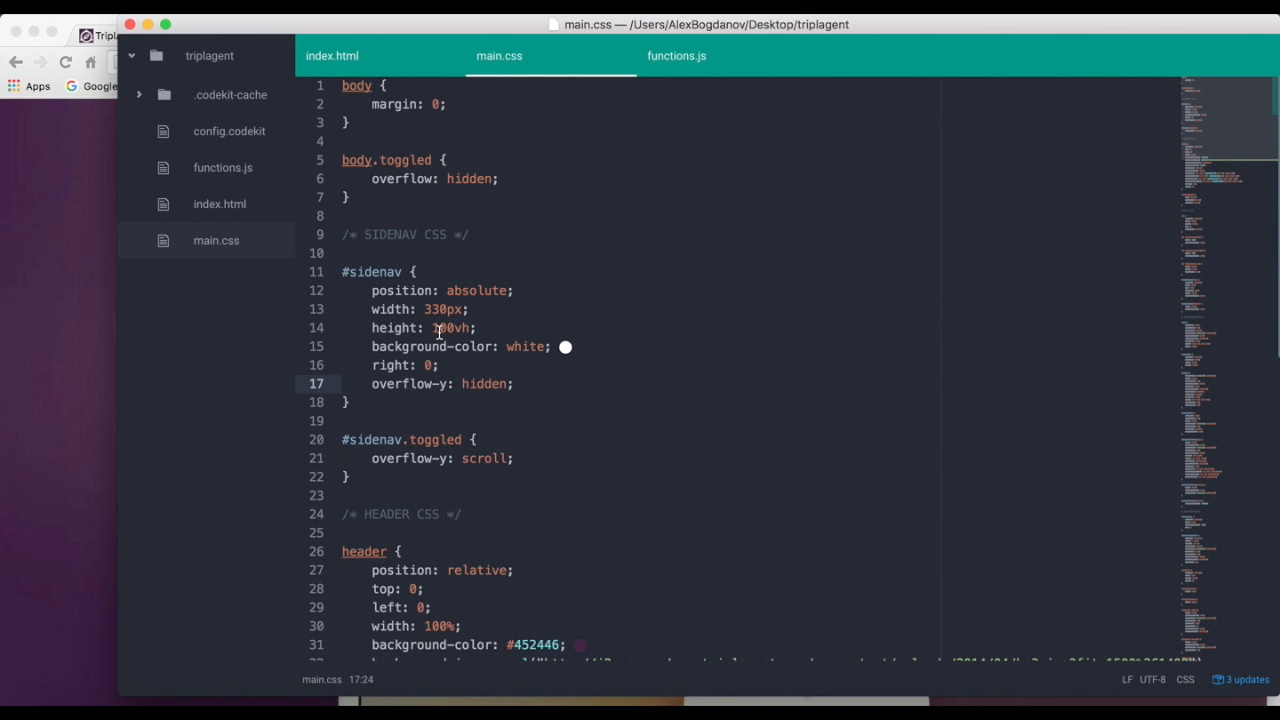 main.css — /Users/AlexBogdanov/Desktop/triplagent
Apps
Google
triplagent
.codekit-cache
config.codekit
functions.js
index.html
main.css
index.html
main.css
functions.js
1 body {
2 margin: 0;
3 }
4
5 body.toggled {
6 overflow: hidden;
7 }
8
9 /* SIDENAV CSS */
10
11 #sidenav {
12 position: absolute;
13 width: 330px;
14 height: 100vh;
15 background-color: white;
16 right: 0;
17 overflow-y: hidden;
18 }
19
20 #sidenav.toggled {
21 overflow-y: scroll;
22 }
23
24 /* HEADER CSS */
25
26 header {
27 position: relative;
28 top: 0;
29 left: 0;
30 width: 100%;
31 background-color: #452446;
main.css 17:24
LF UTF-8 CSS 3 updates